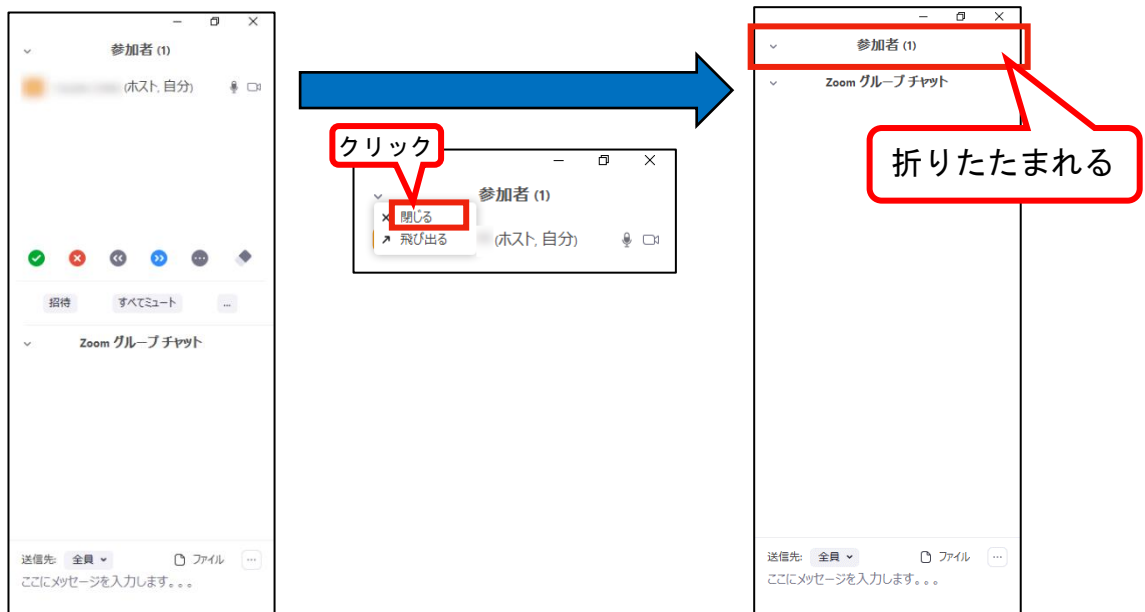 参加者 (1)
(ホスト, 自分)
招待
すべてミュート
...
Zoom グループ チャット
送信先: 全員
ファイル
ここにメッセージを入力します。。。
クリック
参加者 (1)
閉じる
飛び出る
(ホスト, 自分)
参加者 (1)
Zoom グループ チャット
折りたたまれる
送信先: 全員
ファイル
ここにメッセージを入力します。。。